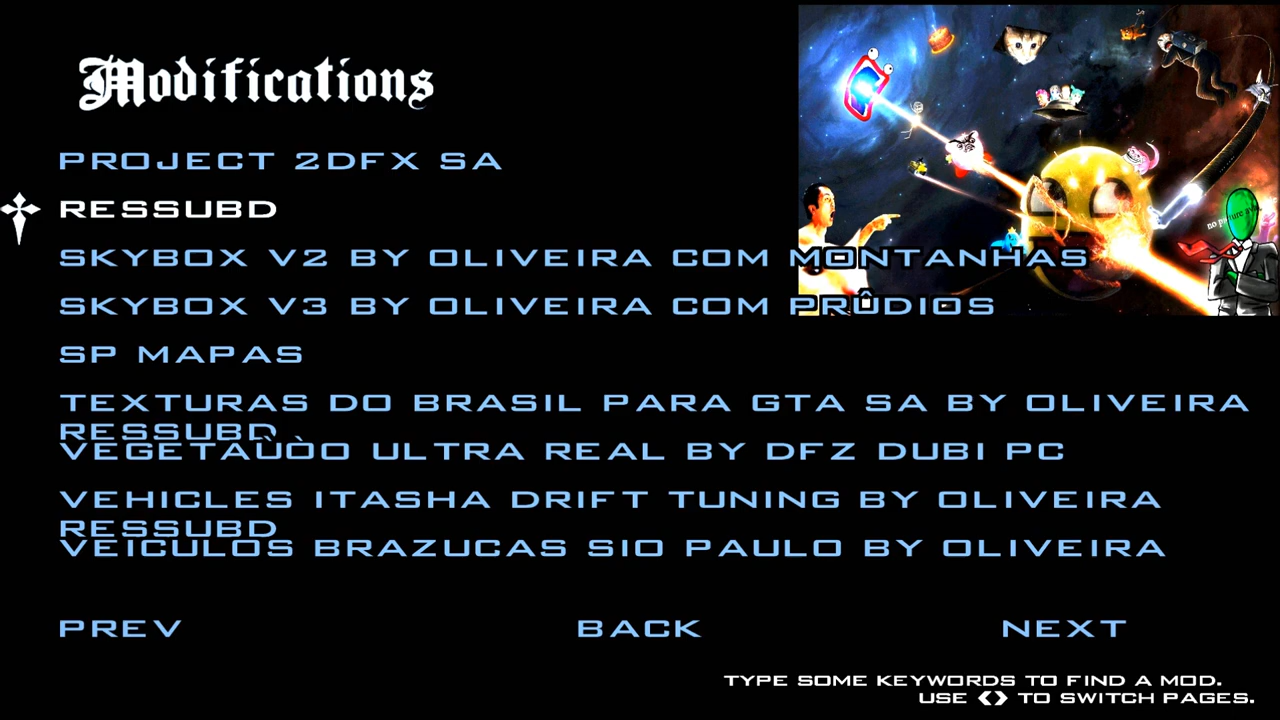 Modifications
PROJECT 2DFX SA
RESSUBD
SKYBOX V2 BY OLIVEIRA COM MONTANHAS
SKYBOX V3 BY OLIVEIRA COM PRÛDIOS
SP MAPAS
TEXTURAS DO BRASIL PARA GTA SA BY OLIVEIRA
RESSUBD
VEGETAÙÒO ULTRA REAL BY DFZ DUBI PC
VEHICLES ITASHA DRIFT TUNING BY OLIVEIRA
RESSUBD
VEICULOS BRAZUCAS SIO PAULO BY OLIVEIRA
PREV BACK NEXT
TYPE SOME KEYWORDS TO FIND A MOD.
USE <> TO SWITCH PAGES.
no picture